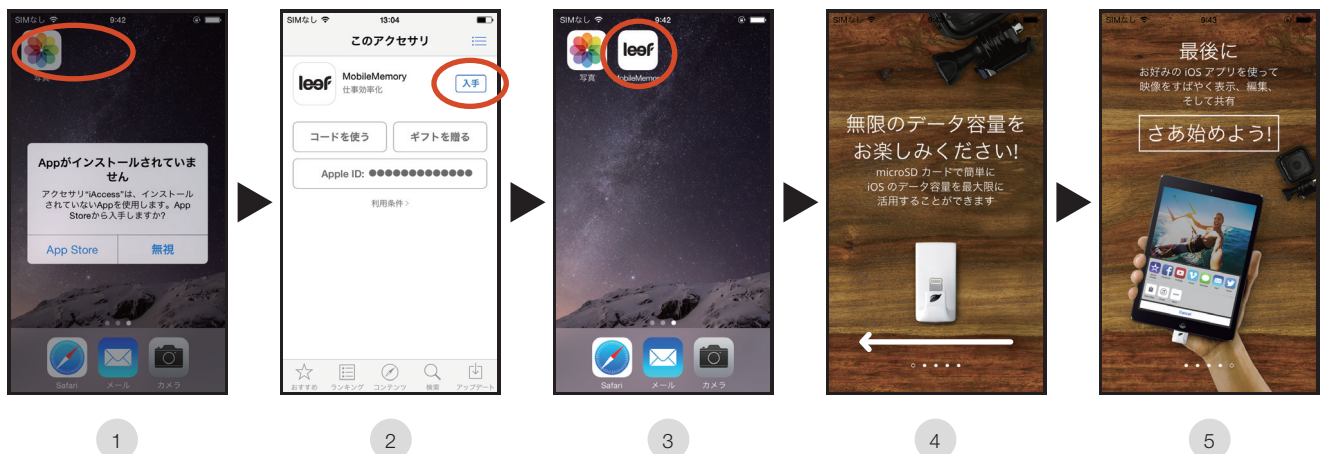 SIMなし 9:42
写真
Appがインストールされていま
せん
アクセサリ"iAccess"は、インストール
されていないAppを使用します。App
Storeから入手しますか?
App Store 無視
Safari メール カメラ
1
SIMなし 13:04
このアクセサリ
leef
MobileMemory
仕事効率化
入手
コードを使う ギフトを贈る
Apple ID: ●●●●●●●●●●●●●
利用条件 >
おすすめ ランキング コンテンツ 検索 アップデート
2
SIMなし 9:42
leef
写真 MobileMemory
Safari メール カメラ
3
SIMなし
無限のデータ容量を
お楽しみください!
microSD カードで簡単に
iOS のデータ容量を最大限に
活用することができます
4
SIMなし 9:43
最後に
お好みの iOS アプリを使って
映像をすばやく表示、編集、
そして共有
さあ始めよう!
Cancel
5